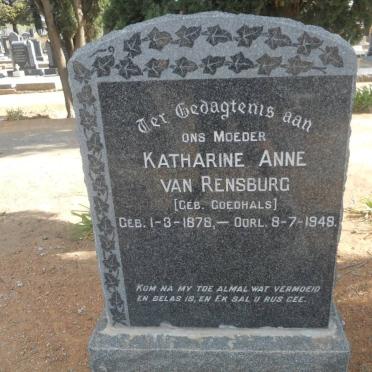 Ter Gedagtenis aan
ONS MOEDER
KATHARINE ANNE
VAN RENSBURG
[GEB. GOEDHALS]
GEB. 1-3-1878,— OORL. 8-7-1948.
KOM NA MY TOE ALMAL WAT VERMOEID
EN BELAS IS, EN EK SAL U RUS GEE.